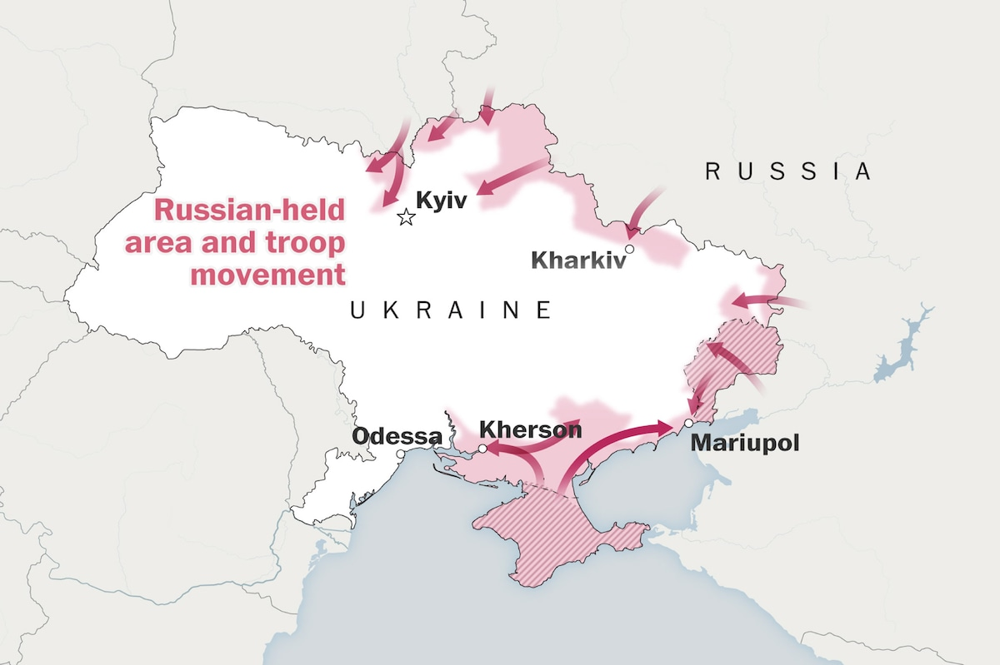 RUSSIA
Kyiv
Russian-held
area and troop
movement
Kharkiv
UKRAINE
Odessa
Kherson
Mariupol